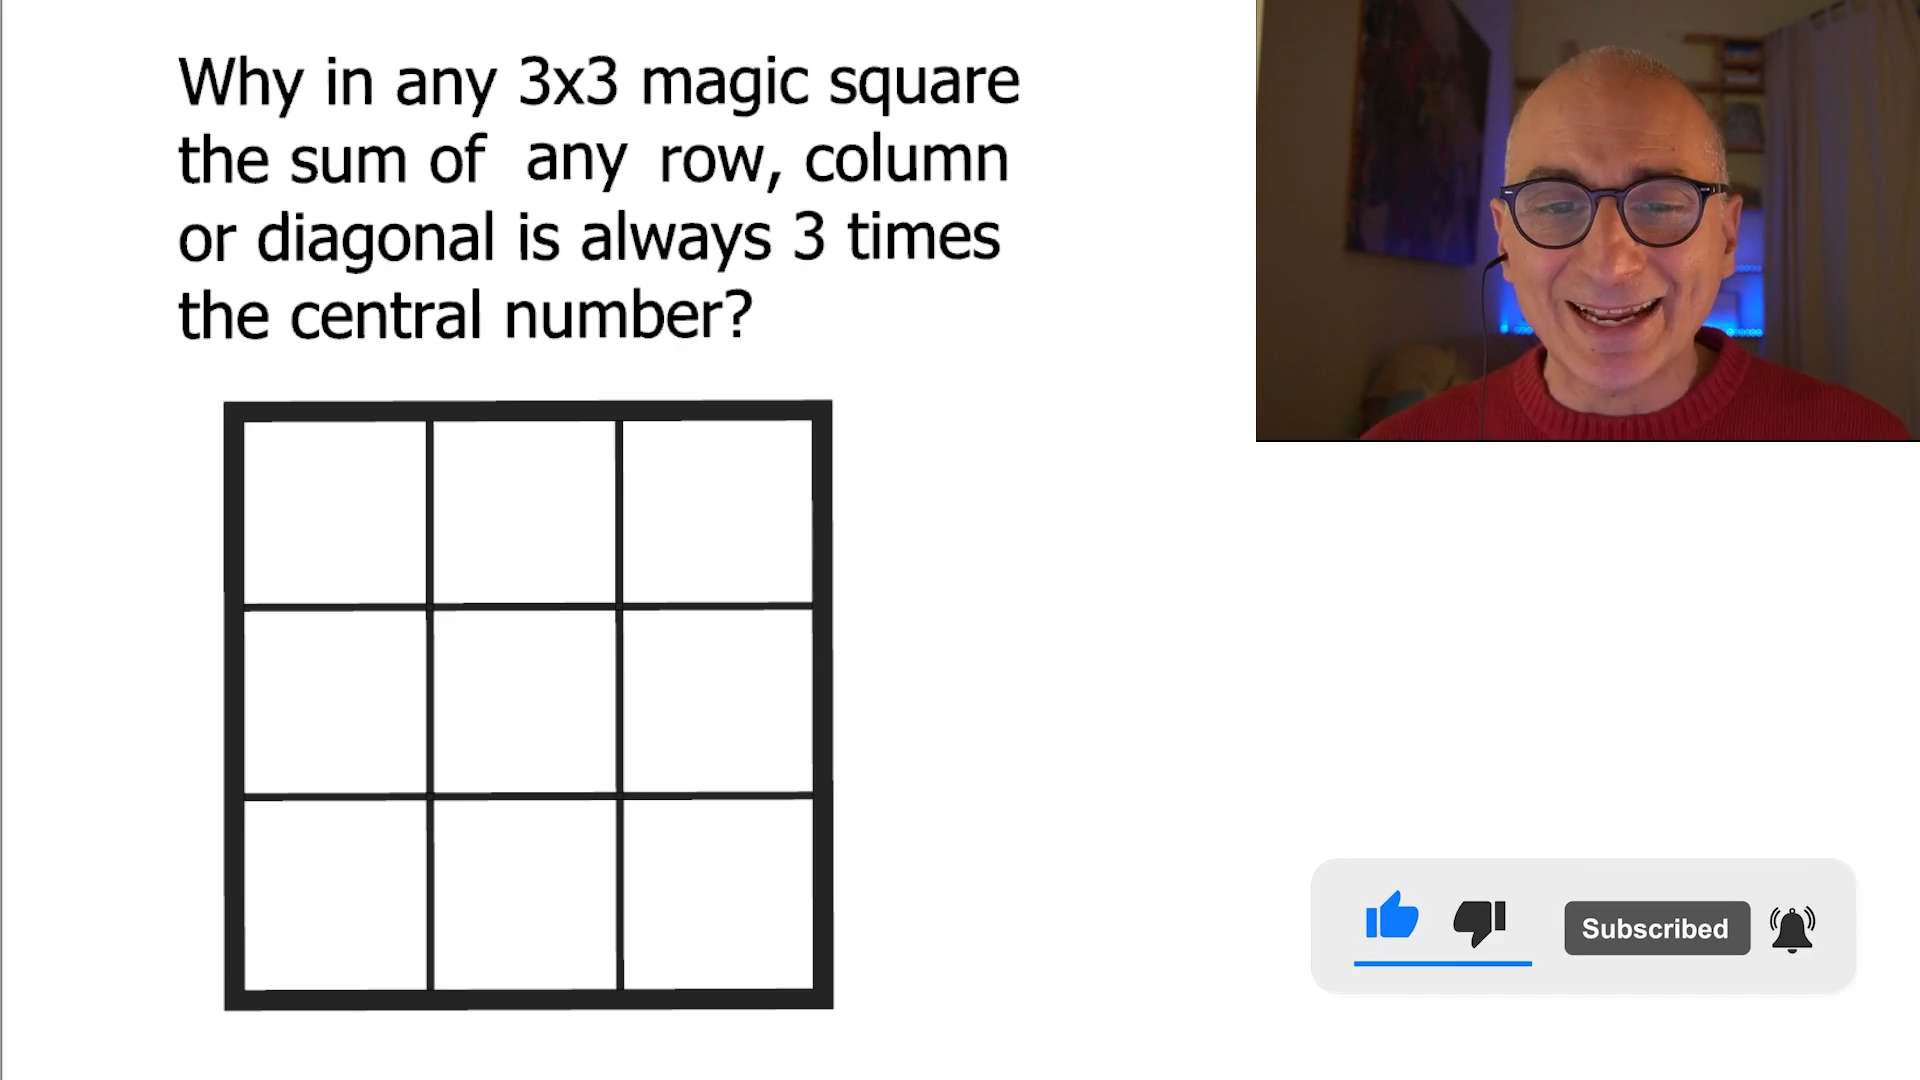 Why in any 3x3 magic square
the sum of any row, column
or diagonal is always 3 times
the central number?
Subscribed